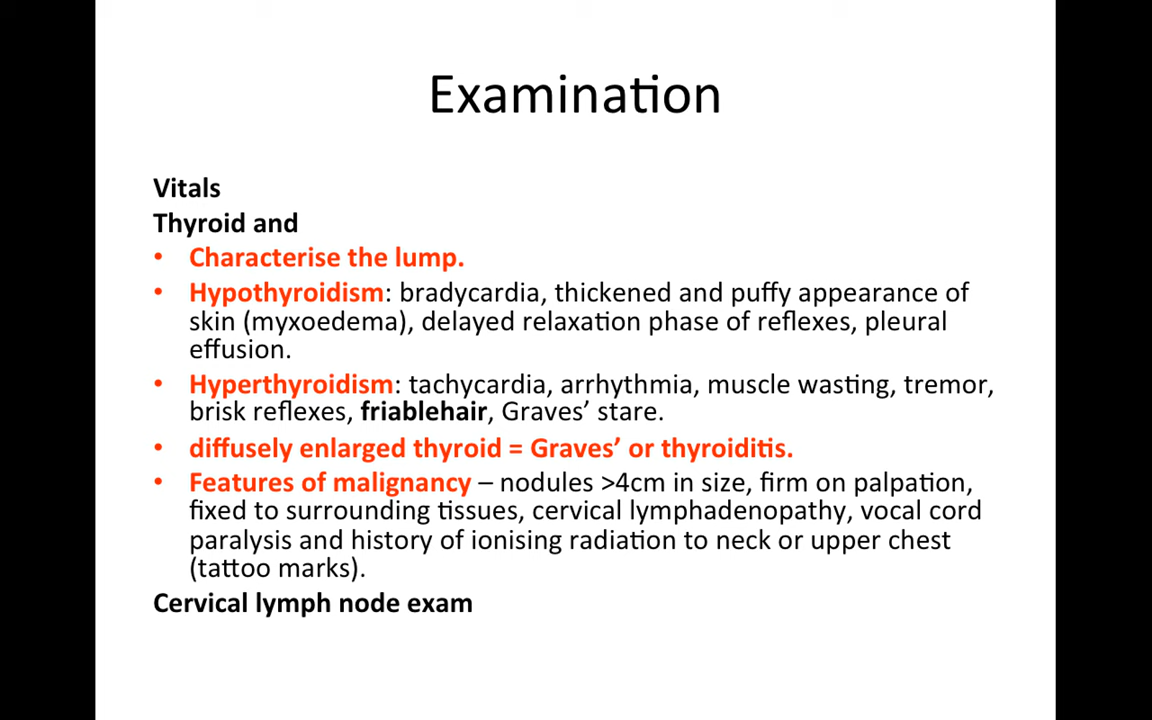 Examination
Vitals
Thyroid and
• Characterise the lump.
• Hypothyroidism: bradycardia, thickened and puffy appearance of
skin (myxoedema), delayed relaxation phase of reflexes, pleural
effusion.
• Hyperthyroidism: tachycardia, arrhythmia, muscle wasting, tremor,
brisk reflexes, friablehair, Graves’ stare.
• diffusely enlarged thyroid = Graves’ or thyroiditis.
• Features of malignancy – nodules >4cm in size, firm on palpation,
fixed to surrounding tissues, cervical lymphadenopathy, vocal cord
paralysis and history of ionising radiation to neck or upper chest
(tattoo marks).
Cervical lymph node exam